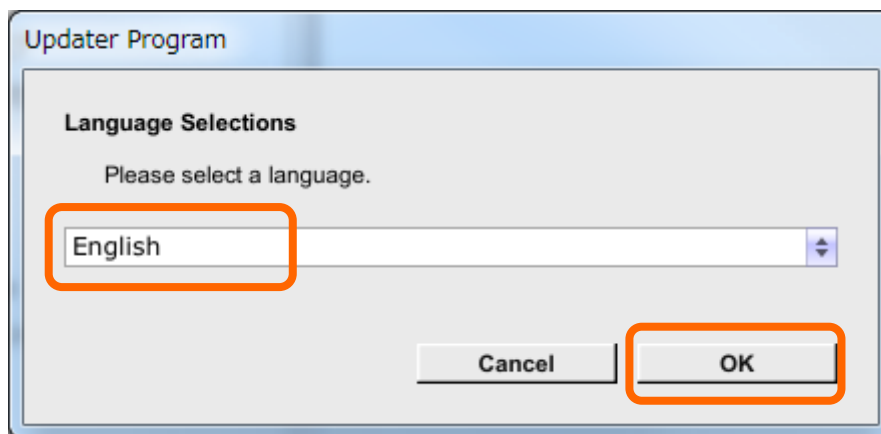 Updater Program
Language Selections
Please select a language.
English
Cancel OK